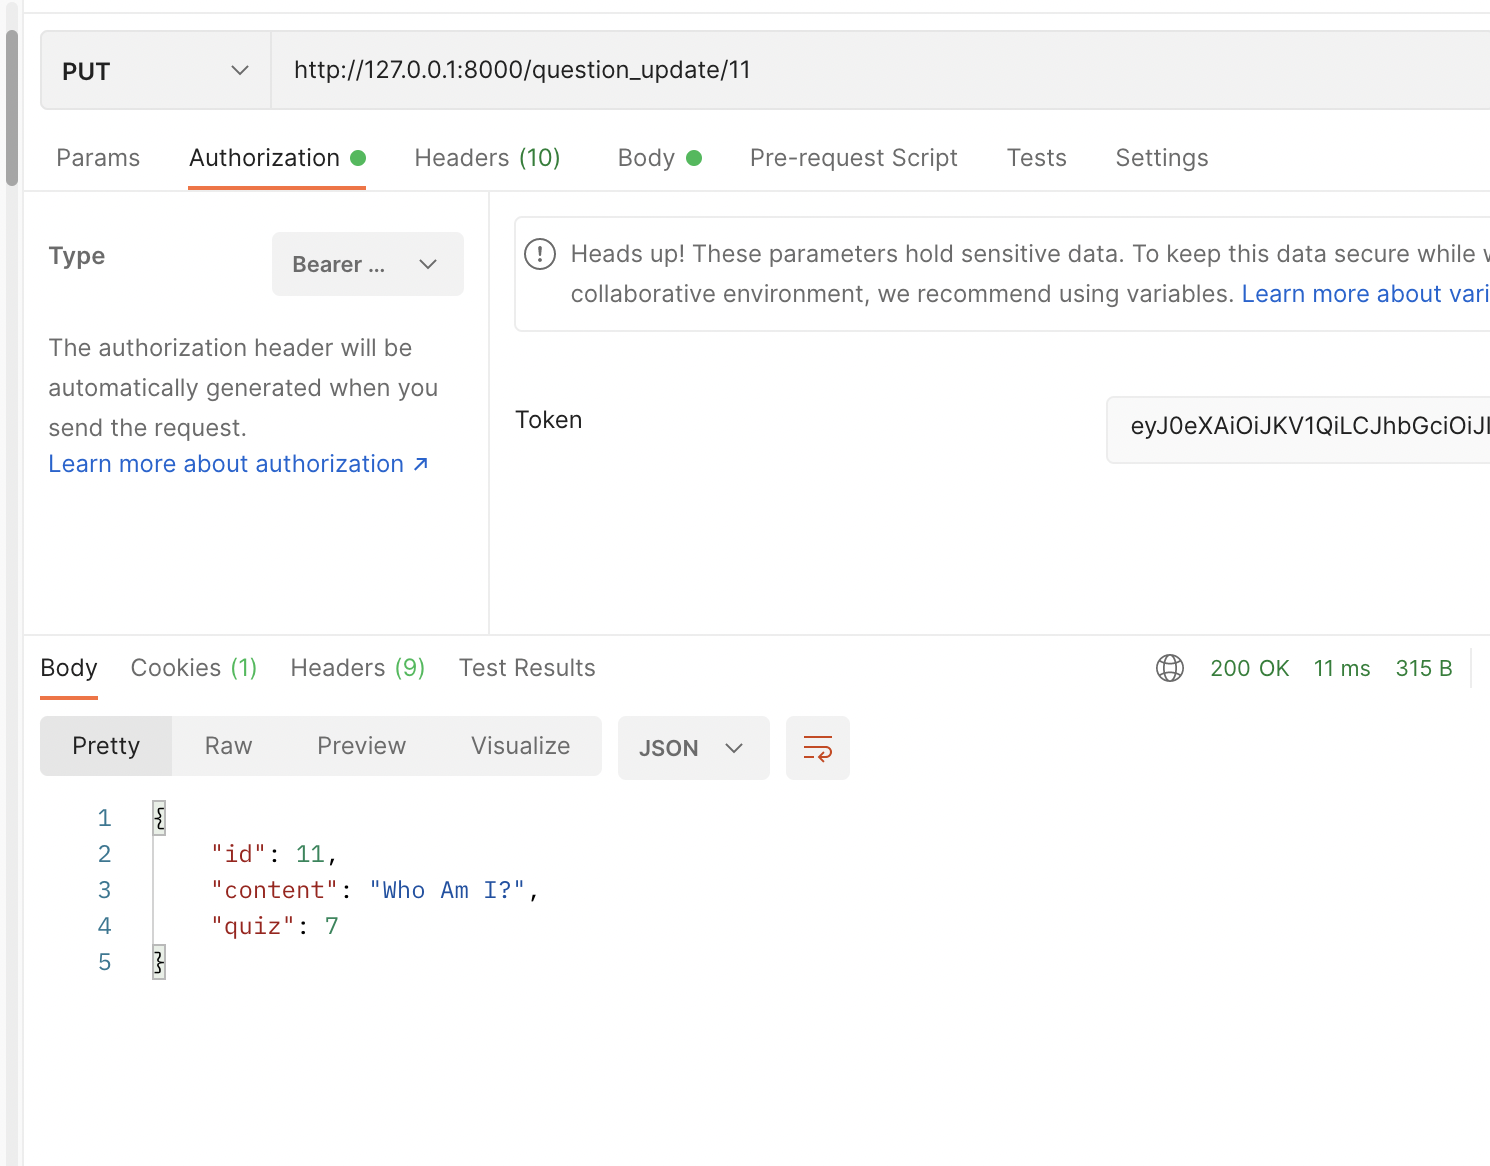 PUT http://127.0.0.1:8000/question_update/11
Params Authorization Headers (10) Body Pre-request Script Tests Settings
Type Bearer ...
The authorization header will be
automatically generated when you
send the request.
Learn more about authorization ↗
! Heads up! These parameters hold sensitive data. To keep this data secure while
collaborative environment, we recommend using variables. Learn more about vari
Token eyJ0eXAiOiJKV1QiLCJhbGciOiJ
Body Cookies (1) Headers (9) Test Results 200 OK 11 ms 315 B
Pretty Raw Preview Visualize JSON
1 {
2 "id": 11,
3 "content": "Who Am I?",
4 "quiz": 7
5 }